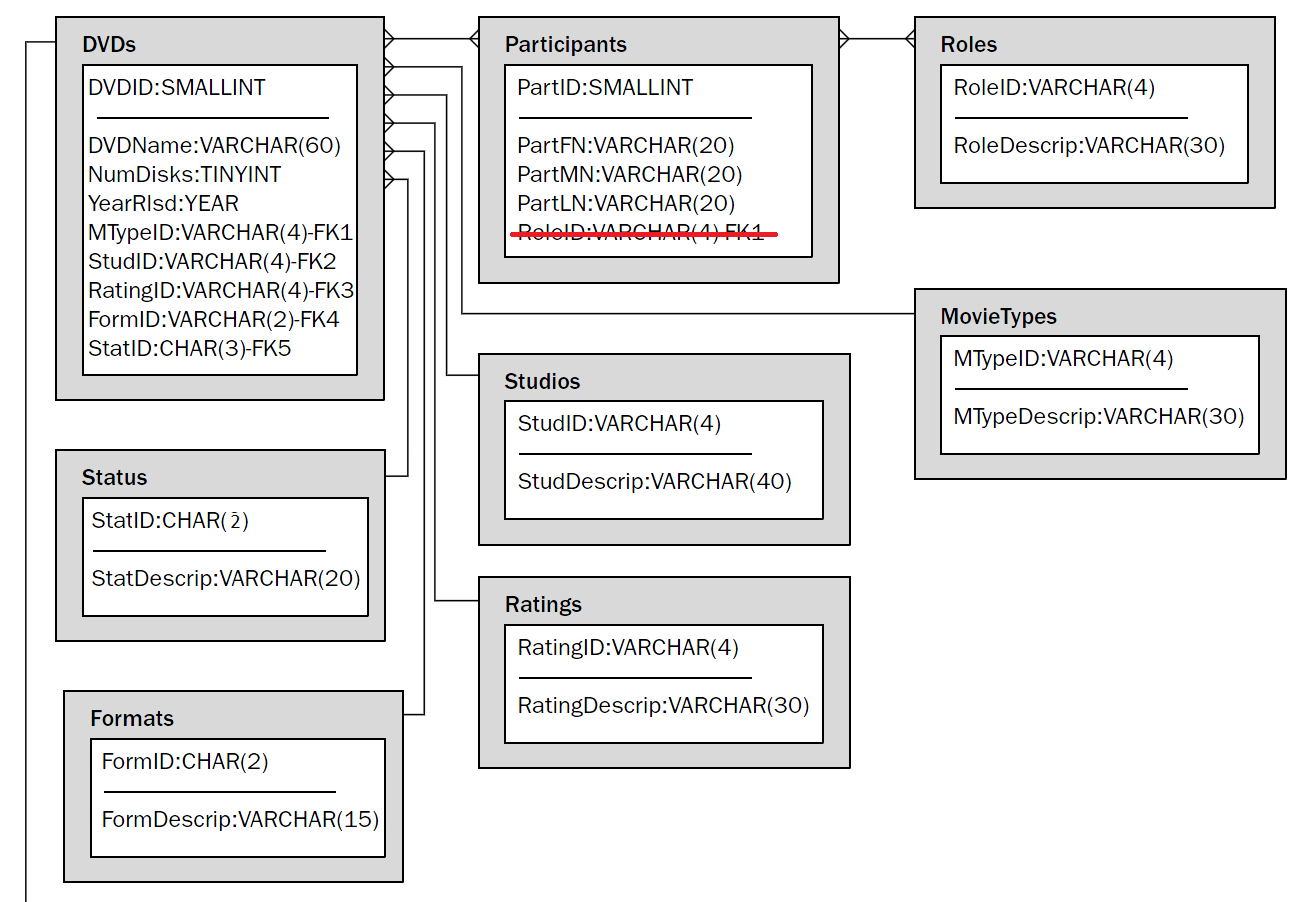 DVDs
DVDID:SMALLINT
DVDName:VARCHAR(60)
NumDisks:TINYINT
YearRlsd:YEAR
MTypeID:VARCHAR(4)-FK1
StudID:VARCHAR(4)-FK2
RatingID:VARCHAR(4)-FK3
FormID:VARCHAR(2)-FK4
StatID:CHAR(3)-FK5
Participants
PartID:SMALLINT
PartFN:VARCHAR(20)
PartMN:VARCHAR(20)
PartLN:VARCHAR(20)
RoleID:VARCHAR(4)-FK1
Roles
RoleID:VARCHAR(4)
RoleDescrip:VARCHAR(30)
MovieTypes
MTypeID:VARCHAR(4)
MTypeDescrip:VARCHAR(30)
Studios
StudID:VARCHAR(4)
StudDescrip:VARCHAR(40)
Status
StatID:CHAR(2)
StatDescrip:VARCHAR(20)
Ratings
RatingID:VARCHAR(4)
RatingDescrip:VARCHAR(30)
Formats
FormID:CHAR(2)
FormDescrip:VARCHAR(15)